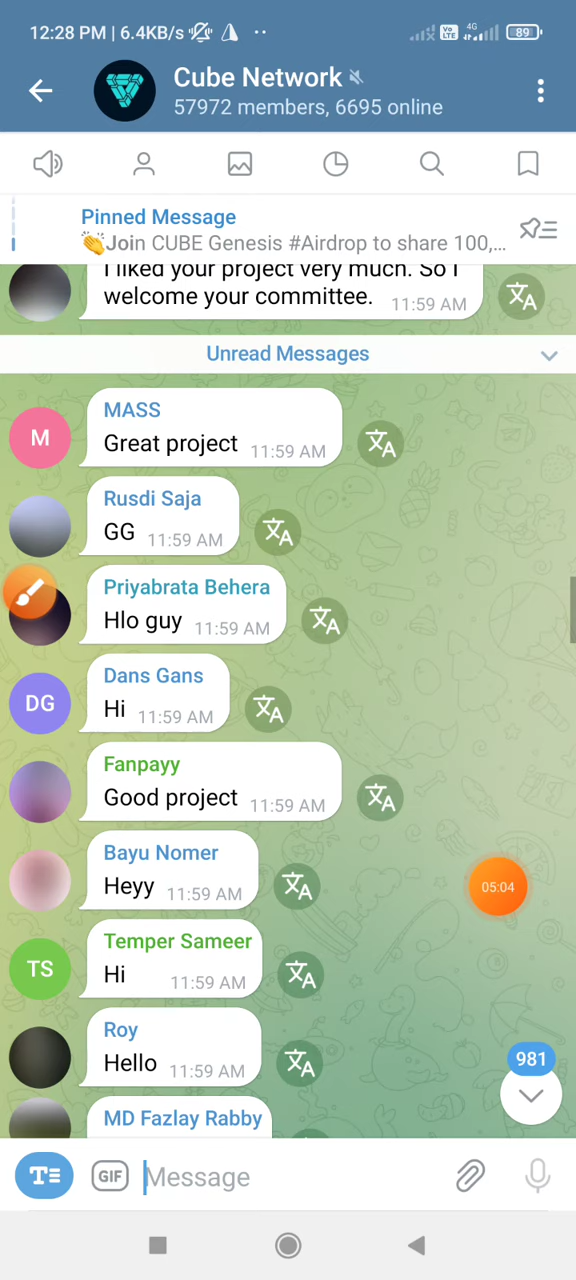 12:28 PM | 6.4KB/s
Vo
LTE
4G
89
Cube Network
57972 members, 6695 online
Pinned Message
👏Join CUBE Genesis #Airdrop to share 100,...
I liked your project very much. So I
welcome your committee. 11:59 AM
Unread Messages
MASS
M
Great project 11:59 AM
Rusdi Saja
GG 11:59 AM
Priyabrata Behera
Hlo guy 11:59 AM
Dans Gans
DG
Hi 11:59 AM
Fanpayy
Good project 11:59 AM
Bayu Nomer
Heyy 11:59 AM
05:04
Temper Sameer
TS
Hi 11:59 AM
Roy
Hello 11:59 AM
981
MD Fazlay Rabby
T
GIF
Message